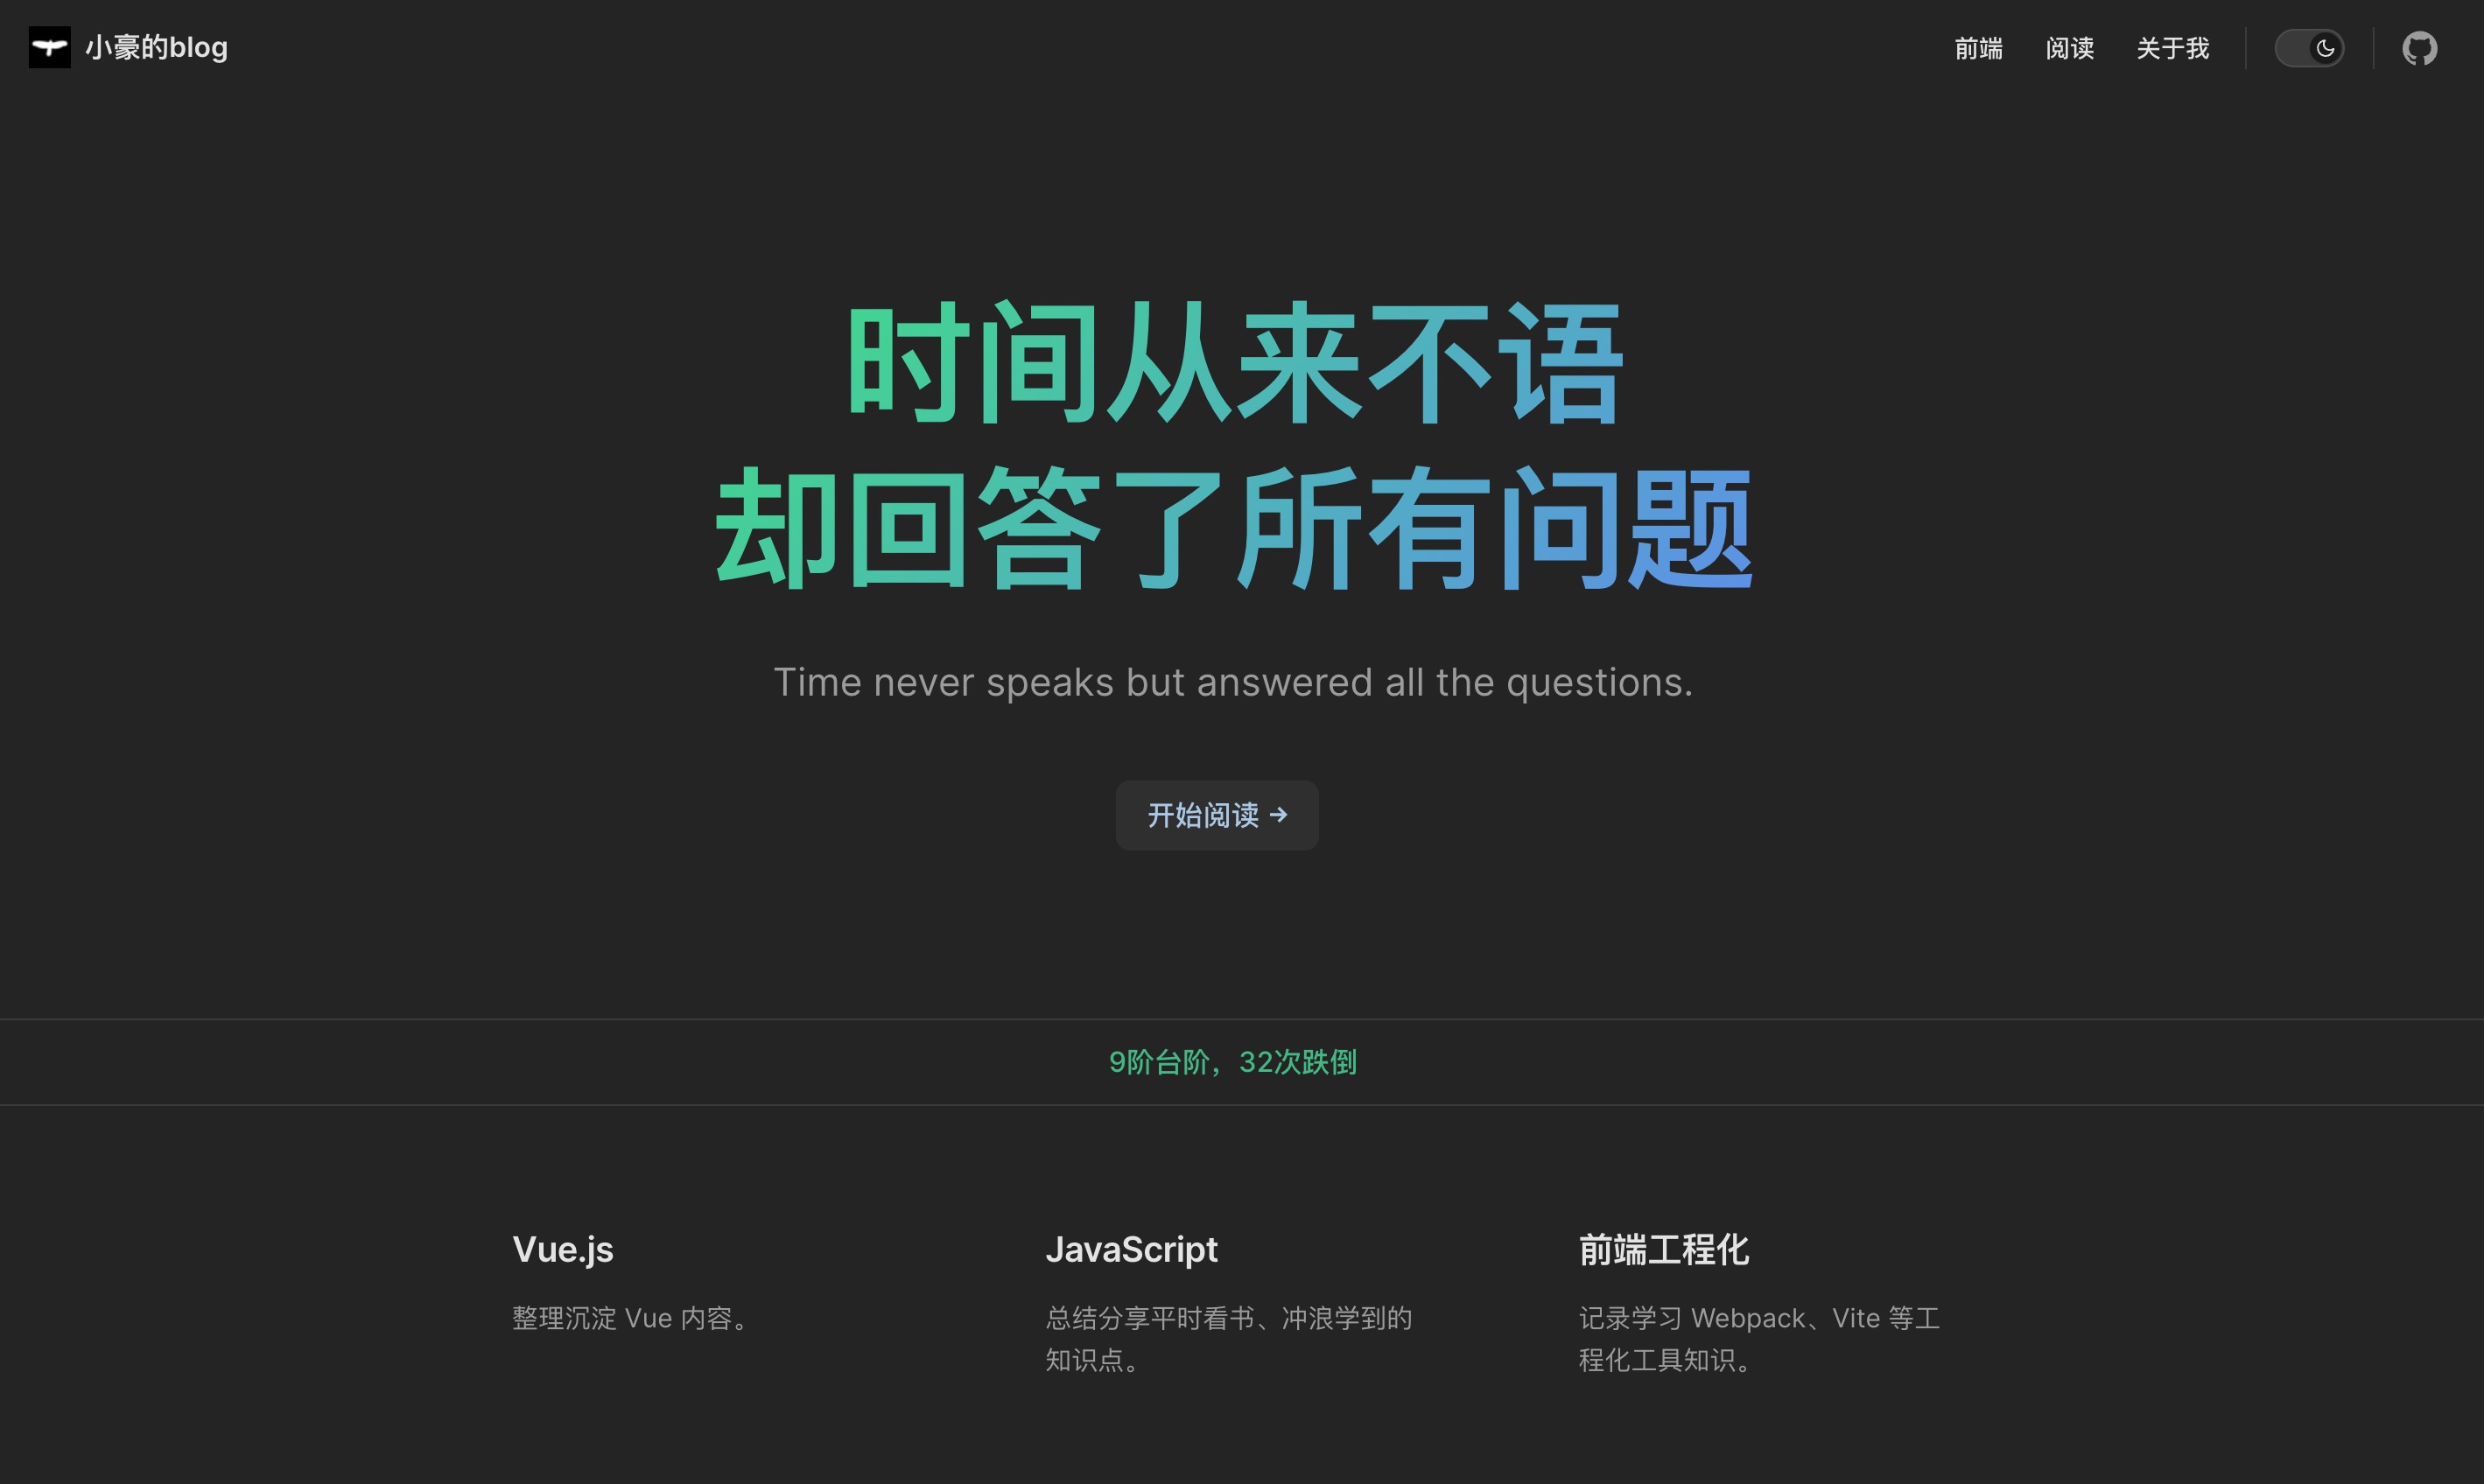 小豪的blog
前端 阅读 关于我
时间从来不语
却回答了所有问题
Time never speaks but answered all the questions.
开始阅读 →
9阶台阶，32次跌倒
Vue.js
整理沉淀 Vue 内容。
JavaScript
总结分享平时看书、冲浪学到的
知识点。
前端工程化
记录学习 Webpack、Vite 等工
程化工具知识。